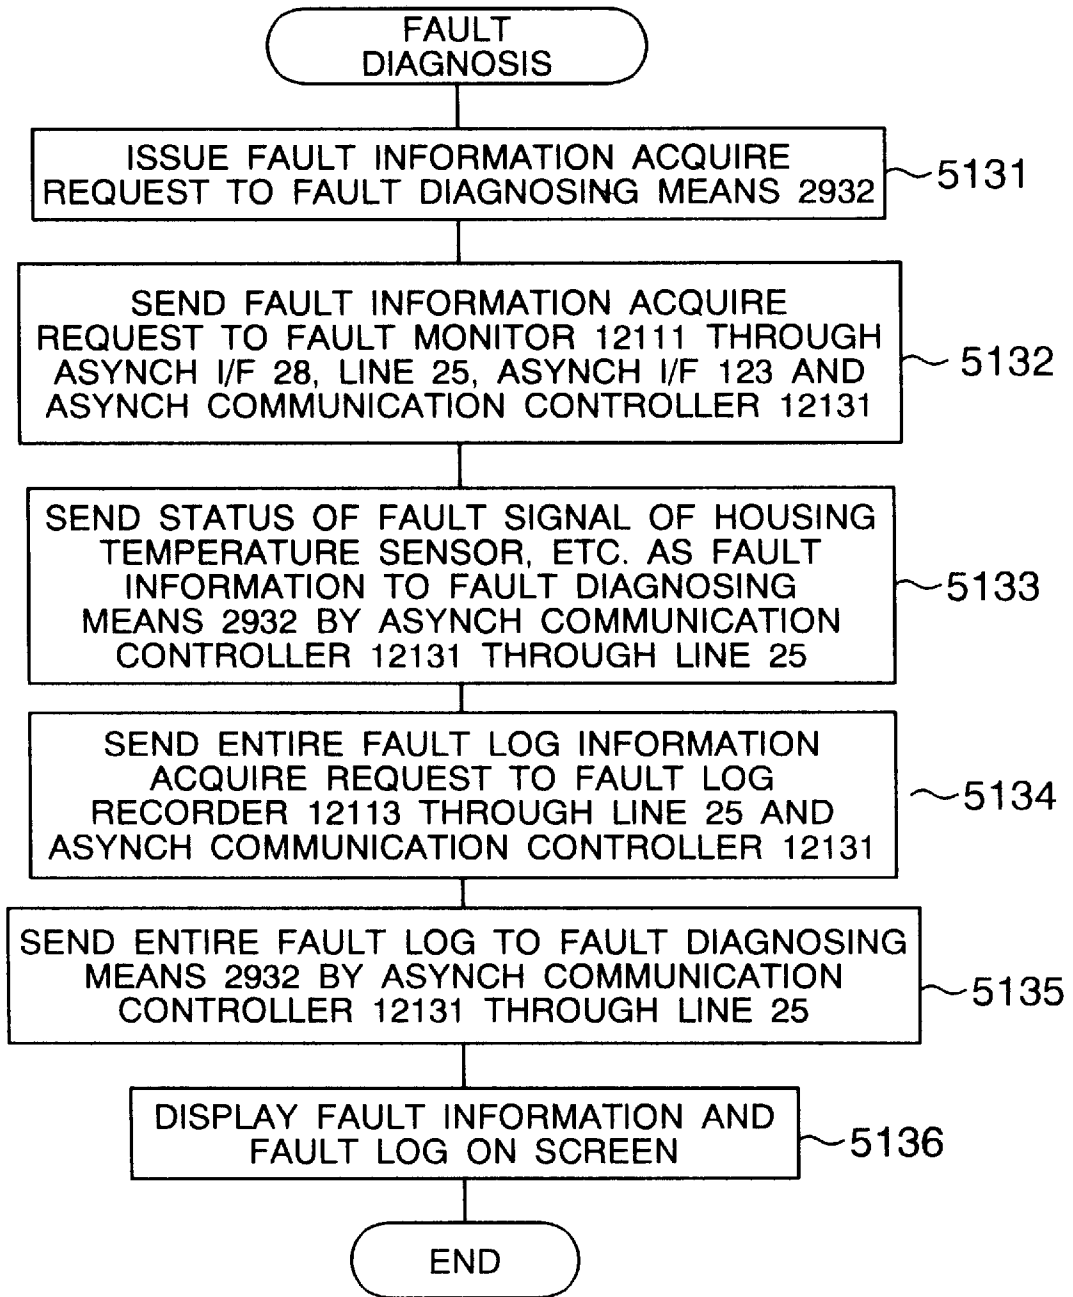 FAULT
DIAGNOSIS
ISSUE FAULT INFORMATION ACQUIRE
REQUEST TO FAULT DIAGNOSING MEANS 2932
5131
SEND FAULT INFORMATION ACQUIRE
REQUEST TO FAULT MONITOR 12111 THROUGH
ASYNCH I/F 28, LINE 25, ASYNCH I/F 123 AND
ASYNCH COMMUNICATION CONTROLLER 12131
5132
SEND STATUS OF FAULT SIGNAL OF HOUSING
TEMPERATURE SENSOR, ETC. AS FAULT
INFORMATION TO FAULT DIAGNOSING
MEANS 2932 BY ASYNCH COMMUNICATION
CONTROLLER 12131 THROUGH LINE 25
5133
SEND ENTIRE FAULT LOG INFORMATION
ACQUIRE REQUEST TO FAULT LOG
RECORDER 12113 THROUGH LINE 25 AND
ASYNCH COMMUNICATION CONTROLLER 12131
5134
SEND ENTIRE FAULT LOG TO FAULT DIAGNOSING
MEANS 2932 BY ASYNCH COMMUNICATION
CONTROLLER 12131 THROUGH LINE 25
5135
DISPLAY FAULT INFORMATION AND
FAULT LOG ON SCREEN
5136
END